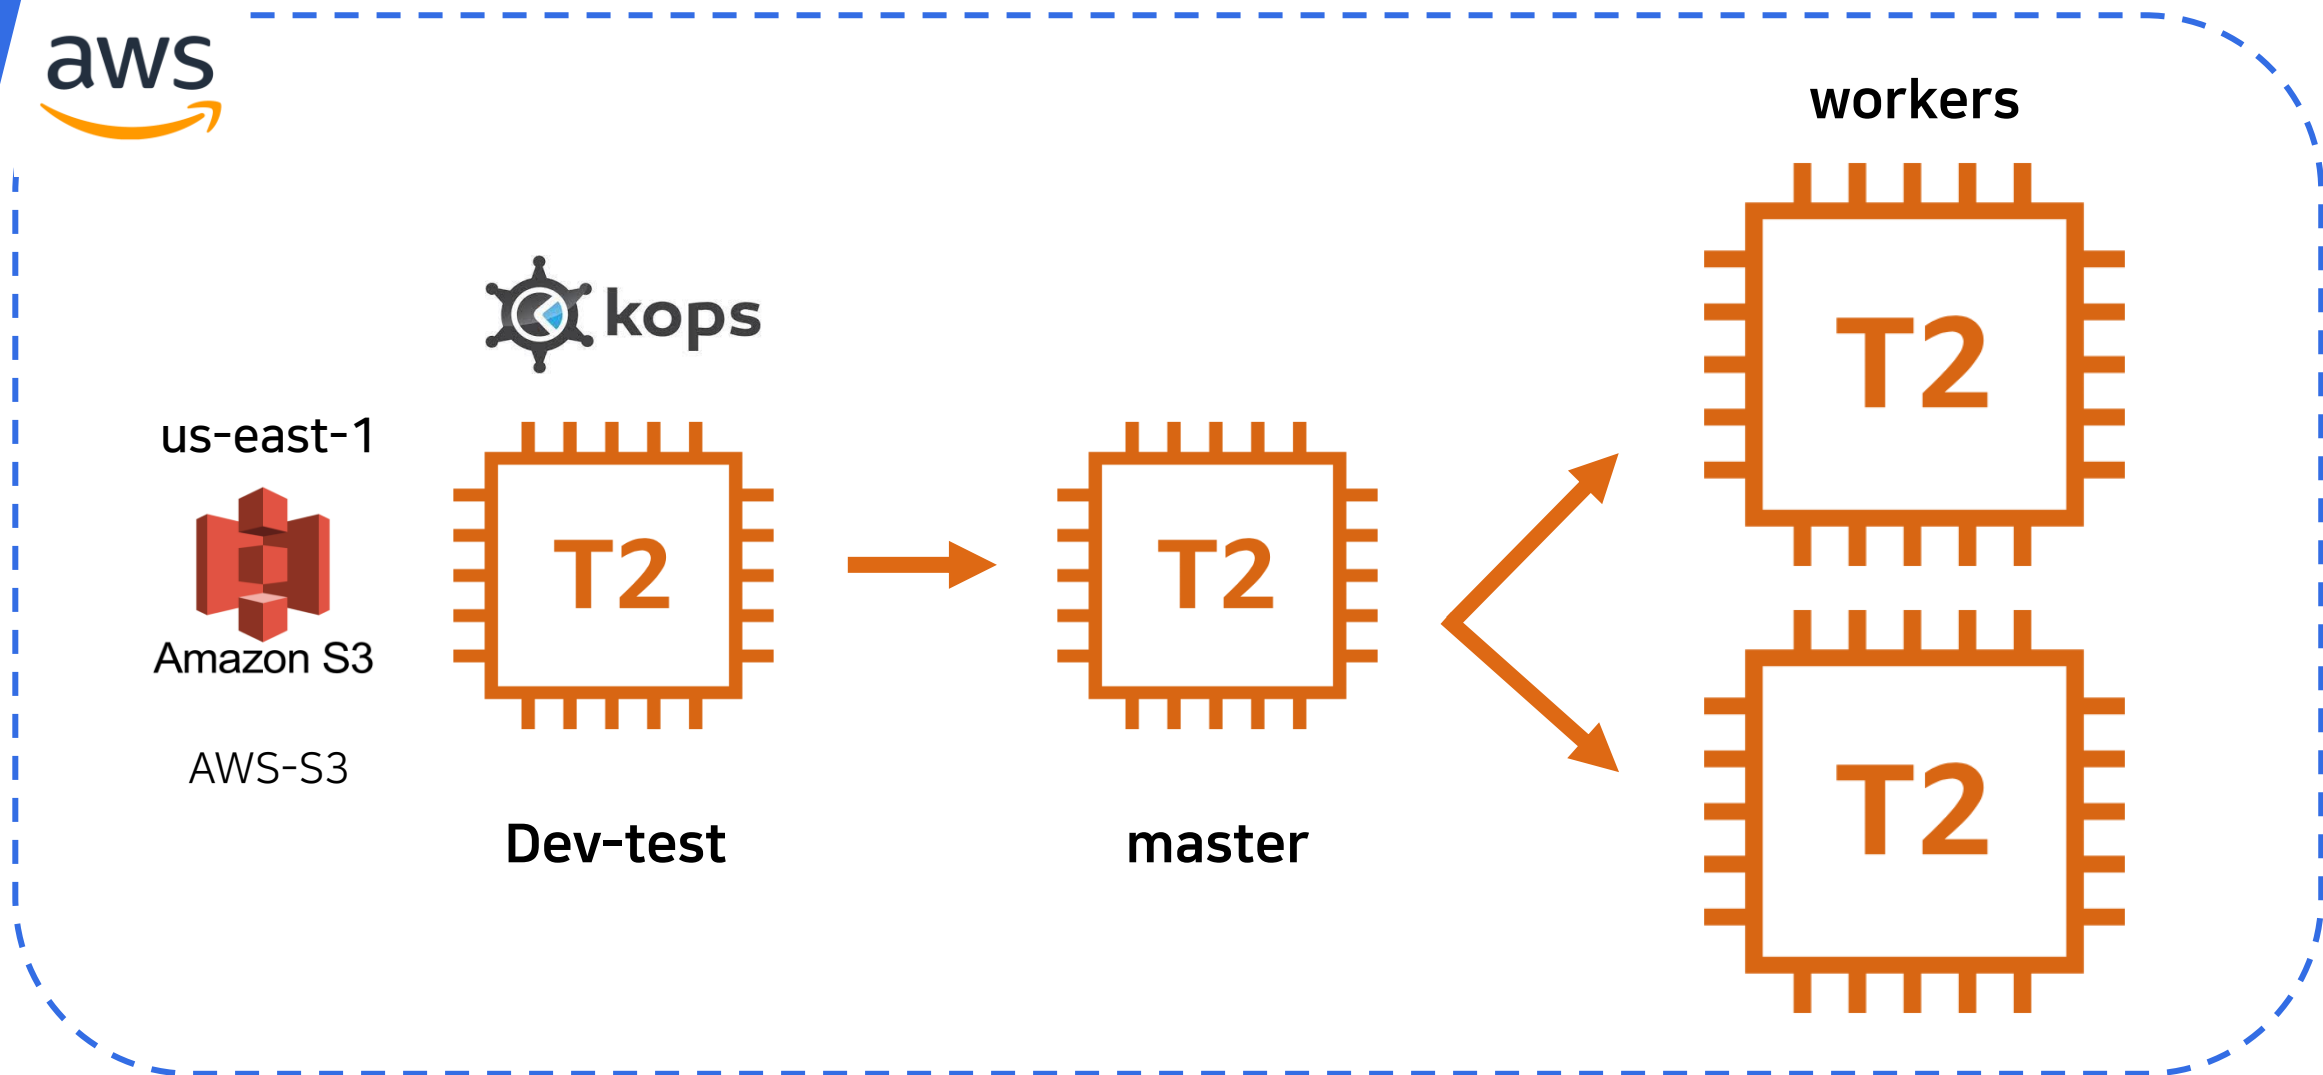 aws
workers
T2
kops
us-east-1
T2
T2
Amazon S3
T2
AWS-S3
Dev-test
master